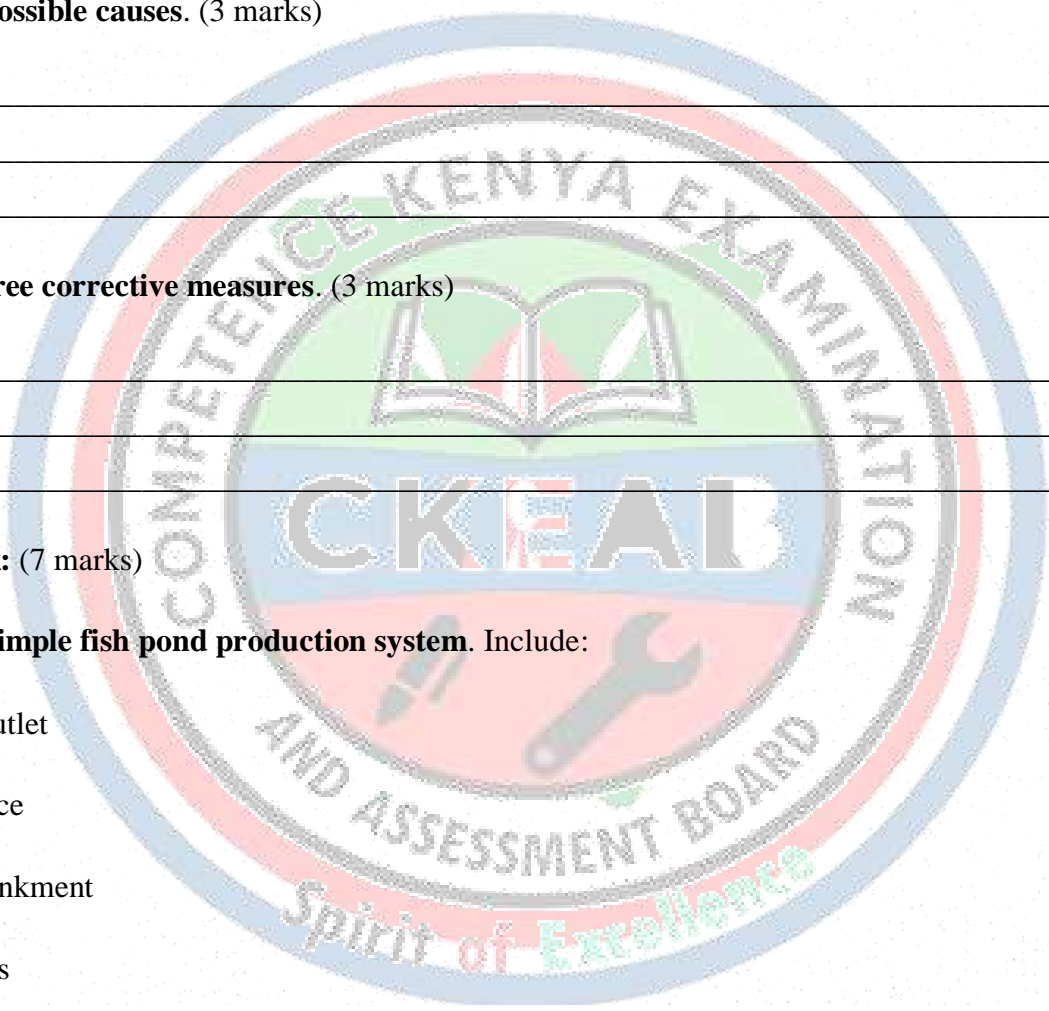 ossible causes. (3 marks)
COMPETENCE KENYA EXAMINATION
ree corrective measures. (3 marks)
CKEAB
: (7 marks)
imple fish pond production system. Include:
utlet
ce
AND ASSESSMENT BOARD
nkment
Spirit of Excellence
s